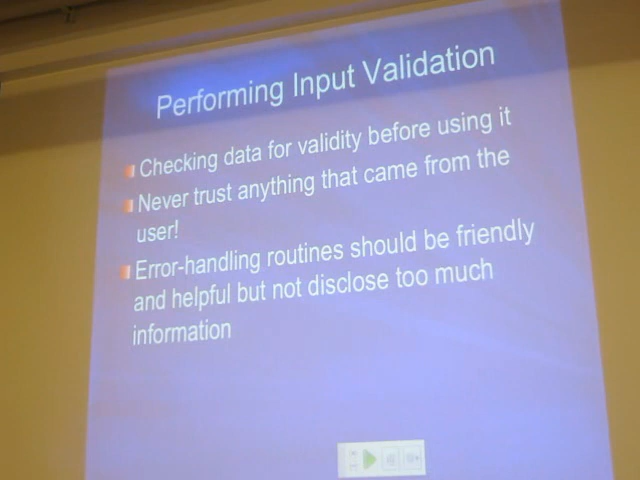 Performing Input Validation
Checking data for validity before using it
Never trust anything that came from the
user!
Error-handling routines should be friendly
and helpful but not disclose too much
information